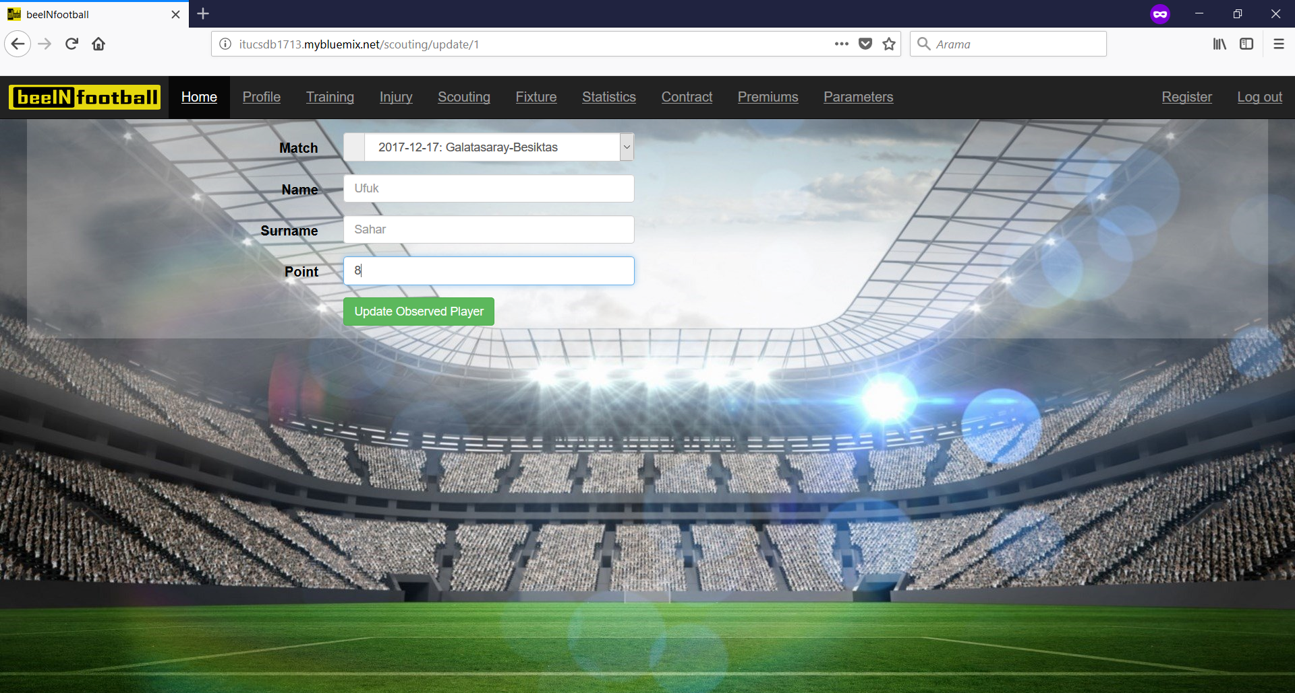 beeINfootball
itucsdb1713.mybluemix.net/scouting/update/1
Arama
beeINfootball Home Profile Training Injury Scouting Fixture Statistics Contract Premiums Parameters Register Log out
Match 2017-12-17: Galatasaray-Besiktas
Name Ufuk
Surname Sahar
Point 8
Update Observed Player